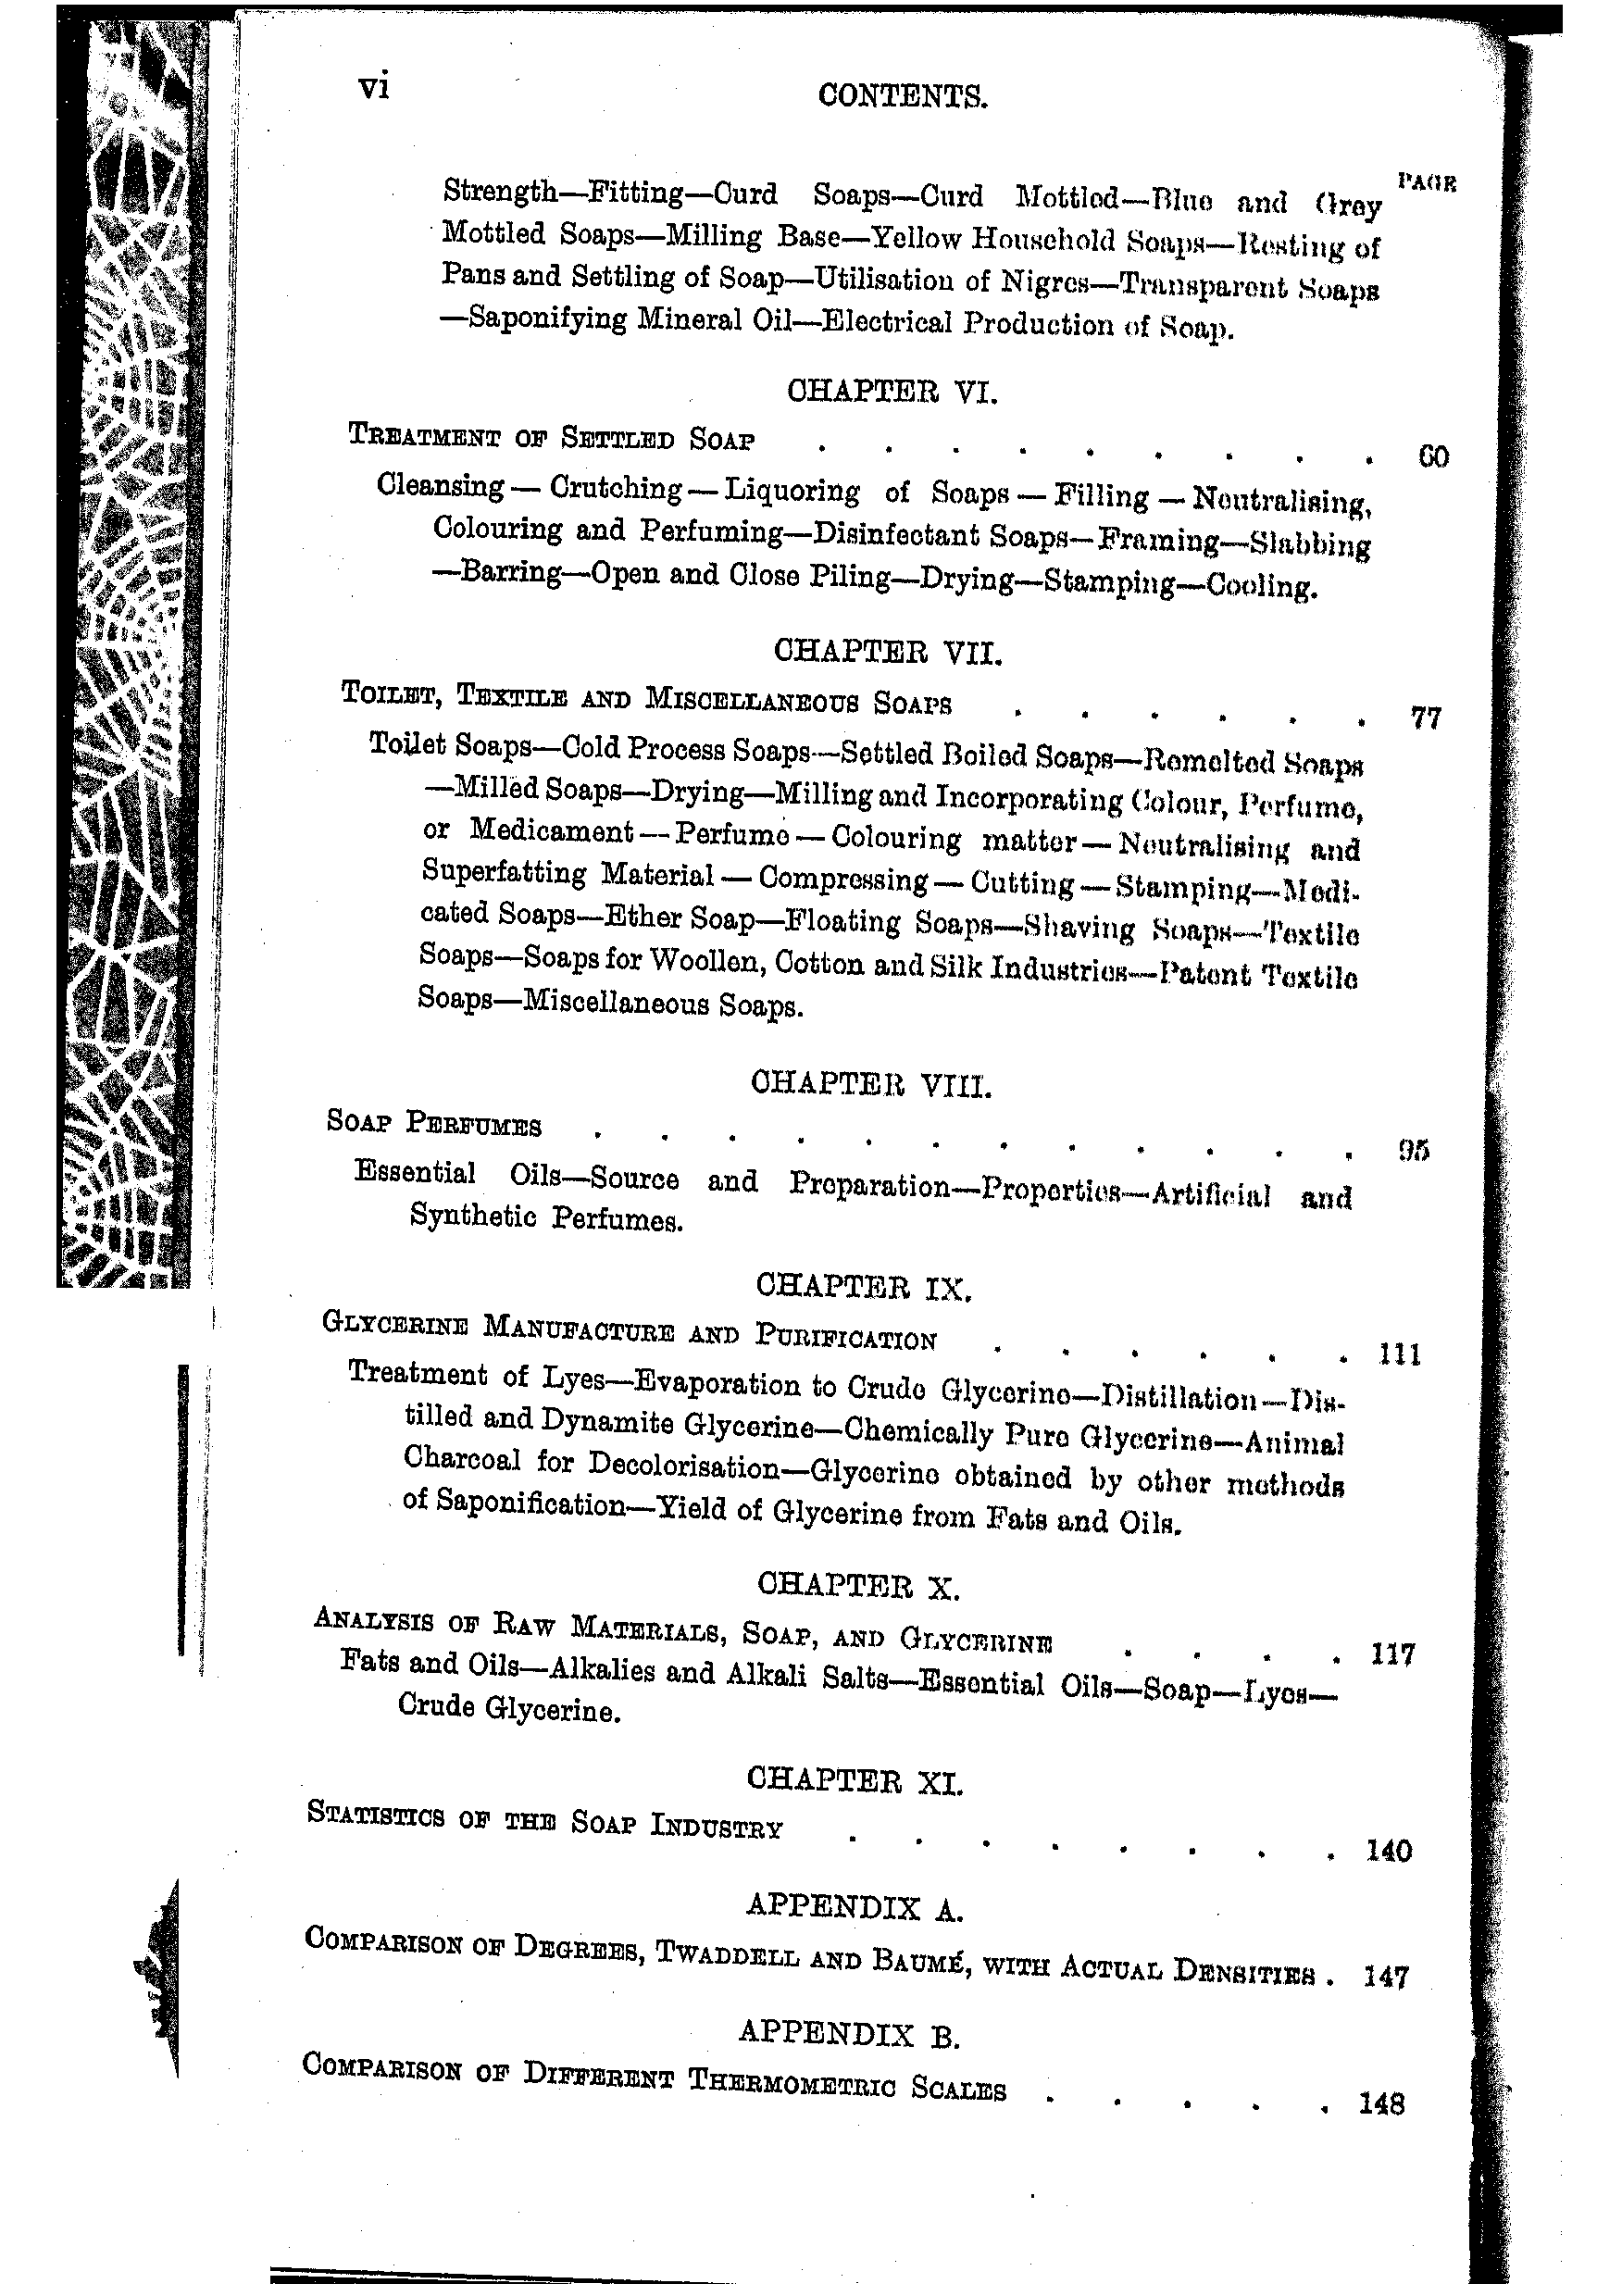 vi
CONTENTS.
PAGE
Strength—Fitting—Curd Soaps—Curd Mottled—Blue and Grey
Mottled Soaps—Milling Base—Yellow Household Soaps—Resting of
Pans and Settling of Soap—Utilisation of Nigres—Transparent Soaps
—Saponifying Mineral Oil—Electrical Production of Soap.
CHAPTER VI.
TREATMENT OF SETTLED SOAP . . . . . . . . . 60
Cleansing — Crutching — Liquoring of Soaps — Filling — Neutralising,
Colouring and Perfuming—Disinfectant Soaps—Framing—Slabbing
—Barring—Open and Close Piling—Drying—Stamping—Cooling.
CHAPTER VII.
TOILET, TEXTILE AND MISCELLANEOUS SOAPS . . . . . . 77
Toilet Soaps—Cold Process Soaps—Settled Boiled Soaps—Remelted Soaps
—Milled Soaps—Drying—Milling and Incorporating Colour, Perfume,
or Medicament — Perfume — Colouring matter — Neutralising and
Superfatting Material — Compressing — Cutting — Stamping—Medi-
cated Soaps—Ether Soap—Floating Soaps—Shaving Soaps—Textile
Soaps—Soaps for Woollen, Cotton and Silk Industries—Patent Textile
Soaps—Miscellaneous Soaps.
CHAPTER VIII.
SOAP PERFUMES . . . . . . . . . . . . 95
Essential Oils—Source and Preparation—Properties—Artificial and
Synthetic Perfumes.
CHAPTER IX.
GLYCERINE MANUFACTURE AND PURIFICATION . . . . . . 111
Treatment of Lyes—Evaporation to Crude Glycerine—Distillation—Dis-
tilled and Dynamite Glycerine—Chemically Pure Glycerine—Animal
Charcoal for Decolorisation—Glycerine obtained by other methods
of Saponification—Yield of Glycerine from Fats and Oils.
CHAPTER X.
ANALYSIS OF RAW MATERIALS, SOAP, AND GLYCERINE . . . . 117
Fats and Oils—Alkalies and Alkali Salts—Essential Oils—Soap—Lyes—
Crude Glycerine.
CHAPTER XI.
STATISTICS OF THE SOAP INDUSTRY . . . . . . . . 140
APPENDIX A.
COMPARISON OF DEGREES, TWADDELL AND BAUMÉ, WITH ACTUAL DENSITIES . 147
APPENDIX B.
COMPARISON OF DIFFERENT THERMOMETRIC SCALES . . . . . 148